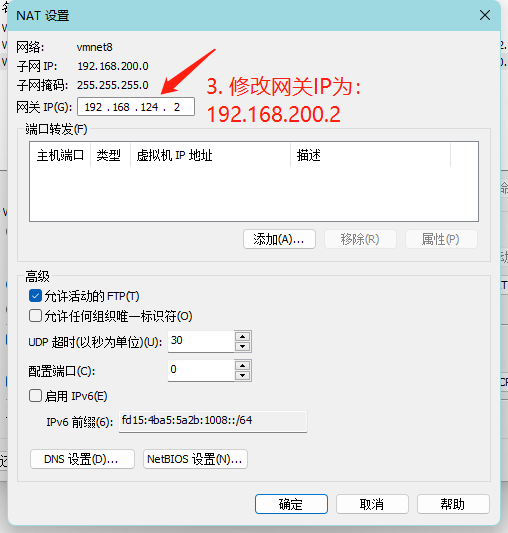 NAT 设置
网络: vmnet8
子网 IP: 192.168.200.0
子网掩码: 255.255.255.0
网关 IP(G): 192 .168 .124 . 2
3. 修改网关IP为:
192.168.200.2
端口转发(F)
主机端口 类型 虚拟机 IP 地址 描述
添加(A)... 移除(R) 属性(P)
高级
允许活动的 FTP(T)
允许任何组织唯一标识符(O)
UDP 超时(以秒为单位)(U): 30
配置端口(C): 0
启用 IPv6(E)
IPv6 前缀(6): fd15:4ba5:5a2b:1008::/64
DNS 设置(D)... NetBIOS 设置(N)...
确定 取消 帮助